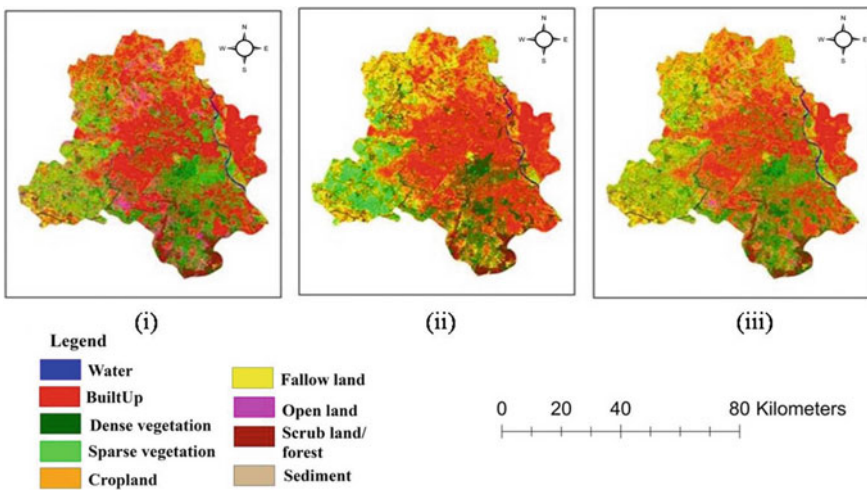 N
W E
S
N
W E
S
N
W E
S
(i) (ii) (iii)
Legend
Water
BuiltUp
Dense vegetation
Sparse vegetation
Cropland
Fallow land
Open land
Scrub land/
forest
Sediment
0 20 40 80 Kilometers